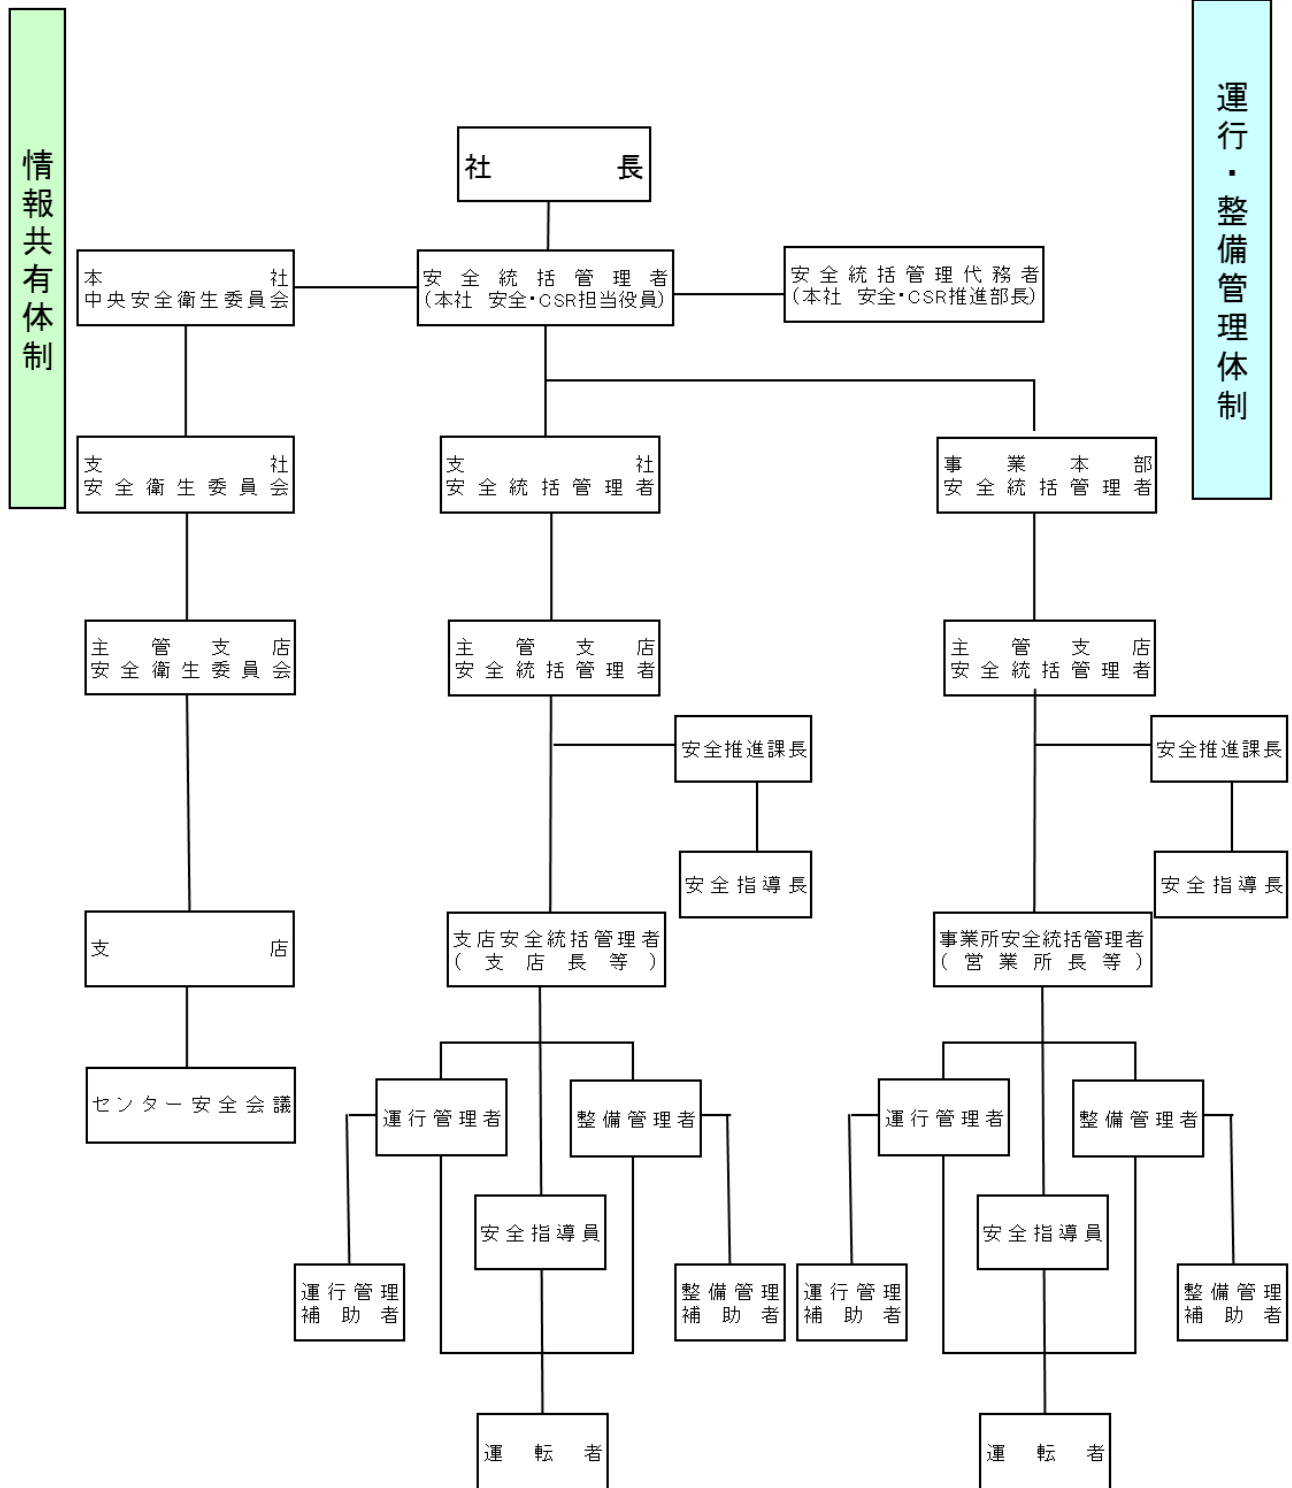 情報共有体制
運行・整備管理体制
社長
本社
中央安全衛生委員会
安全統括管理者
(本社 安全・CSR担当役員)
安全統括管理代務者
(本社 安全・CSR推進部長)
支社
安全衛生委員会
支社
安全統括管理者
事業本部
安全統括管理者
主管支店
安全衛生委員会
主管支店
安全統括管理者
主管支店
安全統括管理者
安全推進課長
安全推進課長
安全指導長
安全指導長
支店
支店安全統括管理者
(支店長等)
事業所安全統括管理者
(営業所長等)
センター安全会議
運行管理者
整備管理者
運行管理者
整備管理者
安全指導員
安全指導員
運行管理
補助者
整備管理
補助者
運行管理
補助者
整備管理
補助者
運転者
運転者